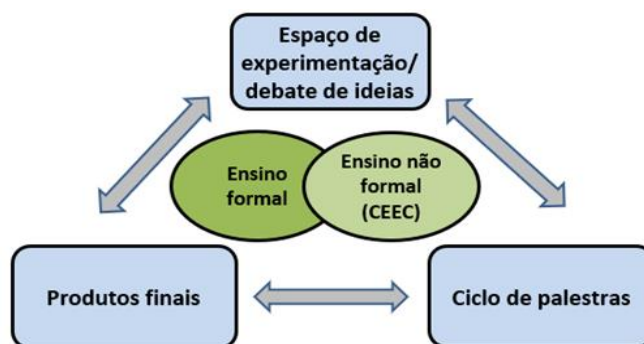 Espaço de
experimentação/
debate de ideias
Ensino
formal
Ensino não
formal
(CEEC)
Produtos finais
Ciclo de palestras